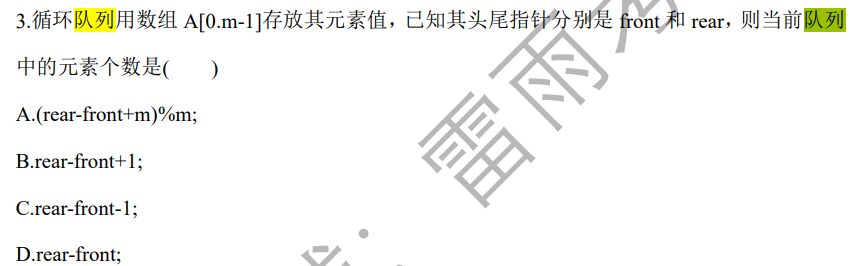 3.循环队列用数组 A[0.m-1]存放其元素值，已知其头尾指针分别是 front 和 rear，则当前队列
中的元素个数是( )
A.(rear-front+m)%m;
B.rear-front+1;
C.rear-front-1;
D.rear-front;
雷雨